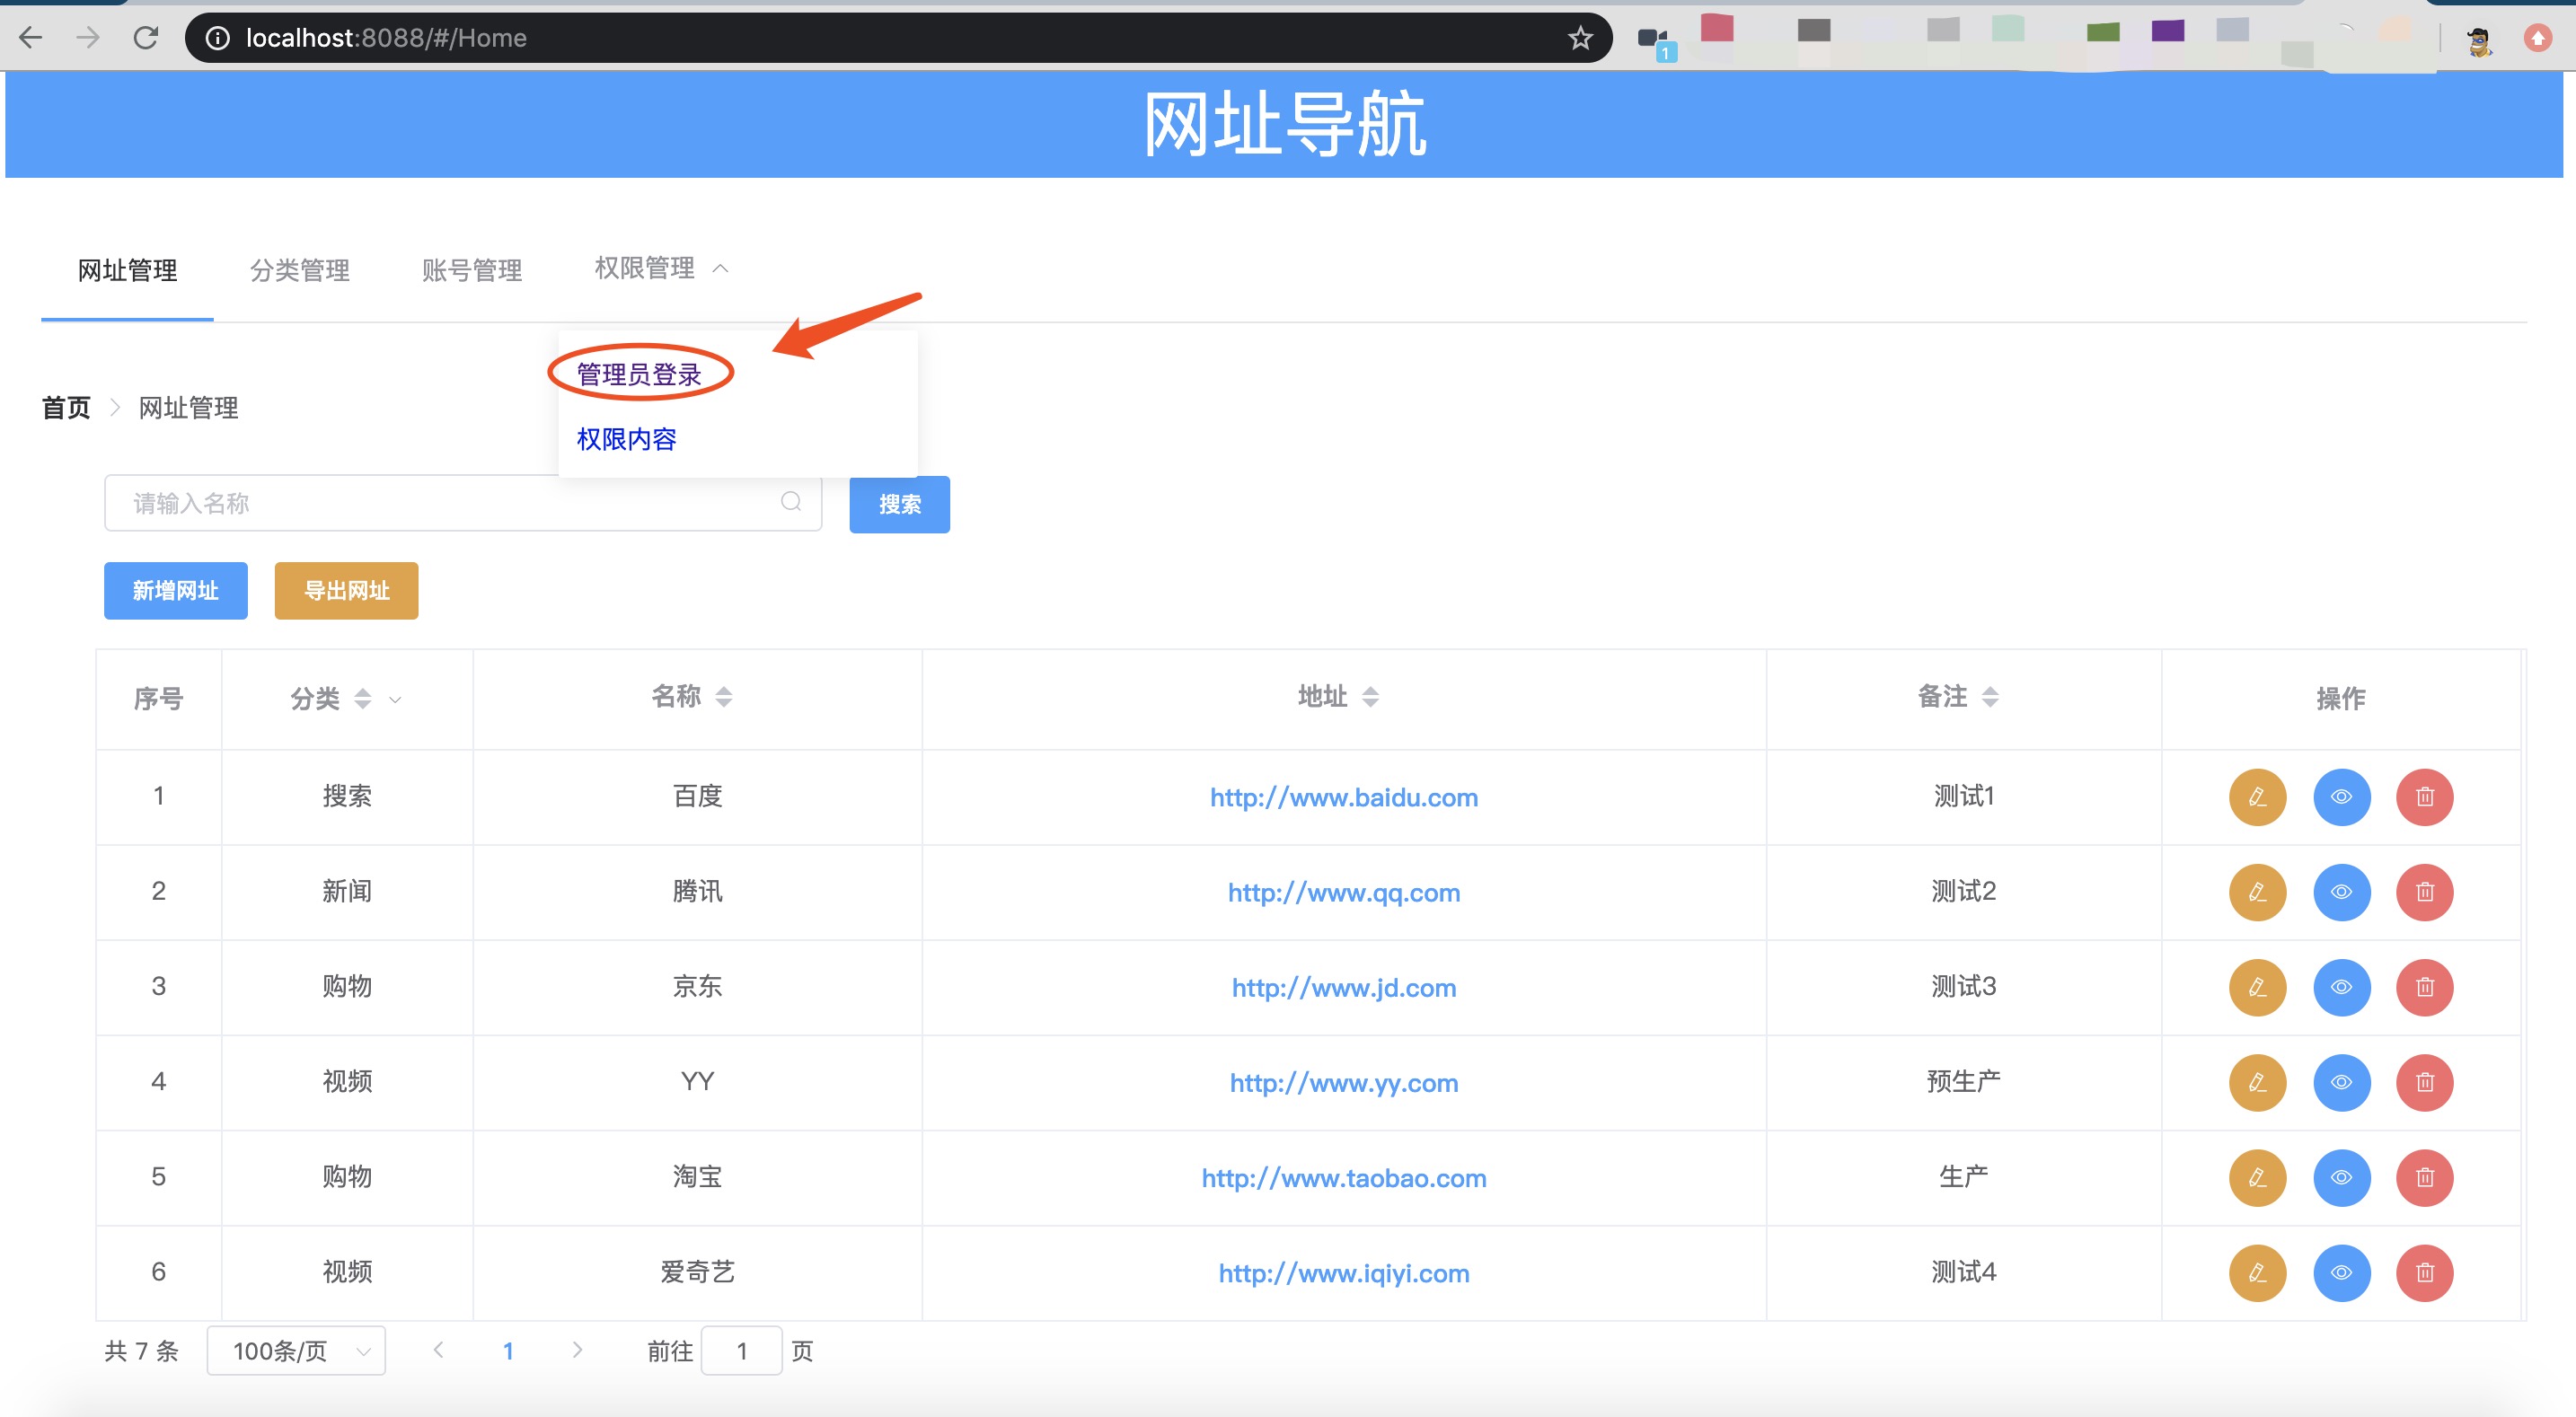 localhost:8088/#/Home
1
网址导航
网址管理 分类管理 账号管理 权限管理
管理员登录
首页 网址管理
权限内容
请输入名称 搜索
新增网址 导出网址
序号 分类 名称 地址 备注 操作
1 搜索 百度 http://www.baidu.com 测试1
2 新闻 腾讯 http://www.qq.com 测试2
3 购物 京东 http://www.jd.com 测试3
4 视频 YY http://www.yy.com 预生产
5 购物 淘宝 http://www.taobao.com 生产
6 视频 爱奇艺 http://www.iqiyi.com 测试4
共 7 条 100条/页 1 前往 1 页